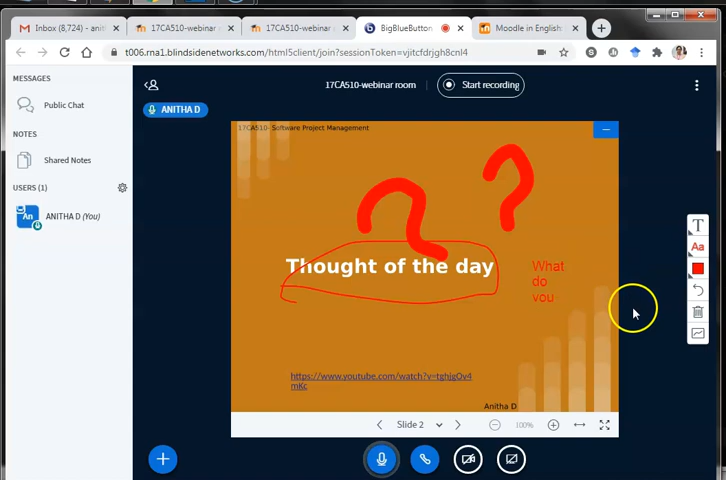 Inbox (8,724) - anit
17CA510-webinar r
17CA510-webinar r
BigBlueButton
Moodle in English:
t006.rna1.blindsidenetworks.com/html5client/join?sessionToken=vjitcfdrjgh8cnl4
MESSAGES
Public Chat
NOTES
Shared Notes
USERS (1)
An
ANITHA D (You)
17CA510-webinar room
Start recording
ANITHA D
17CA510- Software Project Management
? ?
Thought of the day
What
do
you
https://www.youtube.com/watch?v=tghjgOv4
mKc
Anitha D
Slide 2
100%
T
Aa